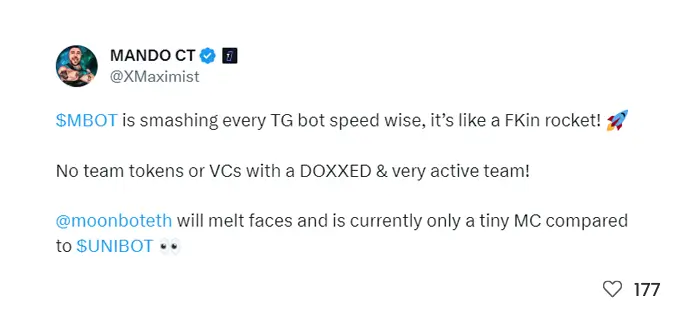 MANDO CT
@XMaximist
$MBOT is smashing every TG bot speed wise, it’s like a FKin rocket! 🚀
No team tokens or VCs with a DOXXED & very active team!
@moonboteth will melt faces and is currently only a tiny MC compared
to $UNIBOT 👀
177